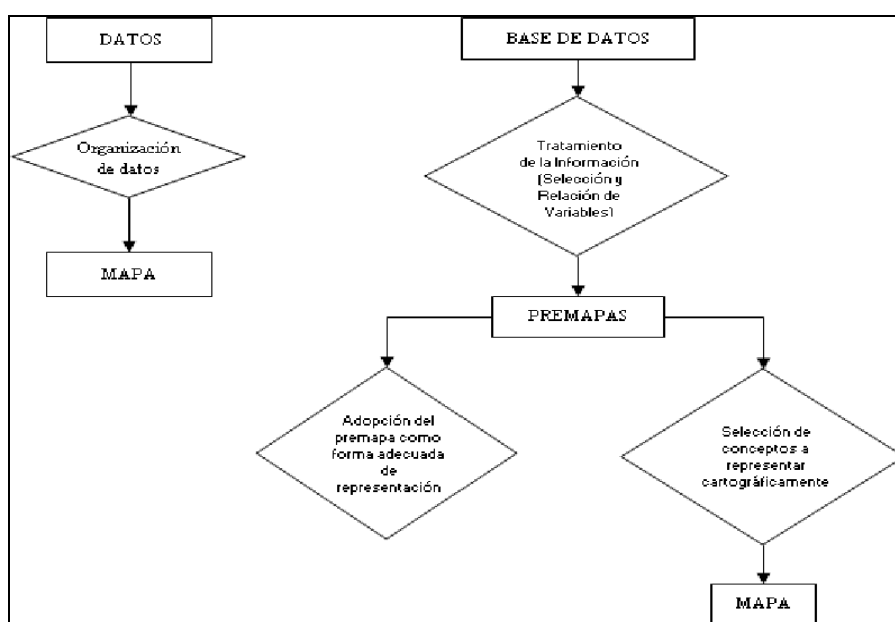 DATOS
Organización
de datos
MAPA
BASE DE DATOS
Tratamiento
de la Información
(Selección y
Relación de
Variables)
PREMAPAS
Adopción del
premapa como
forma adecuada
de
representación
Selección de
conceptos a
representar
cartográficamente
MAPA